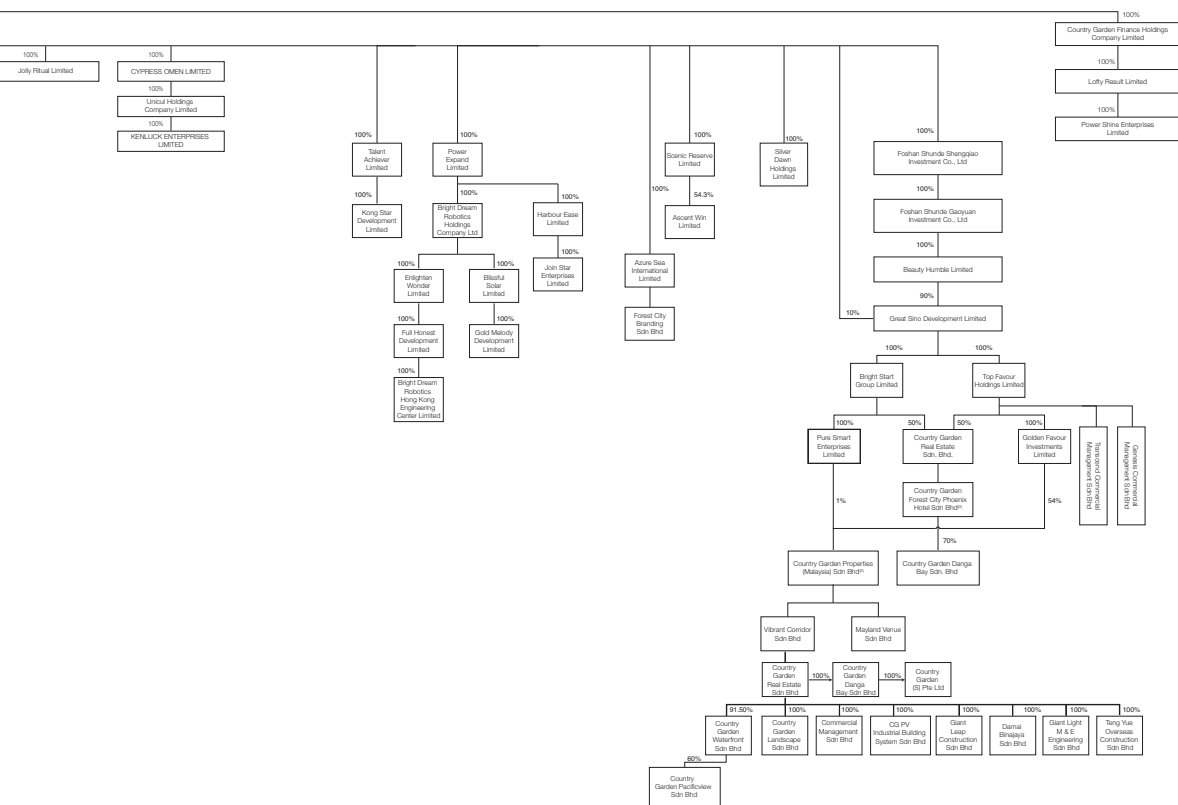 100%
Country Garden Finance Holdings
Company Limited
100%
Lofty Result Limited
100%
Power Shine Enterprises
Limited
100%
Jolly Ritual Limited
100%
CYPRESS OMEN LIMITED
100%
Unicul Holdings
Company Limited
100%
KENLUCK ENTERPRISES
LIMITED
100%
Talent
Achiever
Limited
100%
Kong Star
Development
Limited
100%
Power
Expand
Limited
100%
Bright Dream
Robotics
Holdings
Company Ltd
100%
Harbour Ease
Limited
100%
Join Star
Enterprises
Limited
100%
Enlighten
Wonder
Limited
100%
Blissful
Solar
Limited
100%
Full Honest
Development
Limited
100%
Gold Melody
Development
Limited
100%
Bright Dream
Robotics
Hong Kong
Engineering
Center Limited
100%
Azure Sea
International
Limited
Forest City
Branding
Sdn Bhd
100%
Scenic Reserve
Limited
54.3%
Ascent Win
Limited
100%
Silver
Dawn
Holdings
Limited
100%
Foshan Shunde Shengqiao
Investment Co., Ltd
100%
Foshan Shunde Gaoyuan
Investment Co., Ltd
100%
Beauty Humble Limited
90%
10%
Great Sino Development Limited
100%
100%
Bright Start
Group Limited
Top Favour
Holdings Limited
100%
50%
50%
100%
Pure Smart
Enterprises
Limited
Country Garden
Real Estate
Sdn. Bhd.
Golden Favour
Investments
Limited
Transcend Commercial
Management Sdn Bhd
Genesis Commercial
Management Sdn Bhd
Country Garden
Forest City Phoenix
Hotel Sdn Bhd
1%
54%
70%
Country Garden Properties
(Malaysia) Sdn Bhd
Country Garden Danga
Bay Sdn. Bhd
Vibrant Corridor
Sdn Bhd
Mayland Venue
Sdn Bhd
Country
Garden
Real Estate
Sdn Bhd
100%
Country
Garden
Danga
Bay Sdn Bhd
100%
Country
Garden
(S) Pte Ltd
91.50%
100%
100%
100%
100%
100%
100%
100%
Country
Garden
Waterfront
Sdn Bhd
Country
Garden
Landscape
Sdn Bhd
Commercial
Management
Sdn Bhd
CG PV
Industrial Building
System Sdn Bhd
Giant
Leap
Construction
Sdn Bhd
Damai
Binajaya
Sdn Bhd
Giant Light
M & E
Engineering
Sdn Bhd
Teng Yue
Overseas
Construction
Sdn Bhd
60%
Country
Garden Pacificview
Sdn Bhd